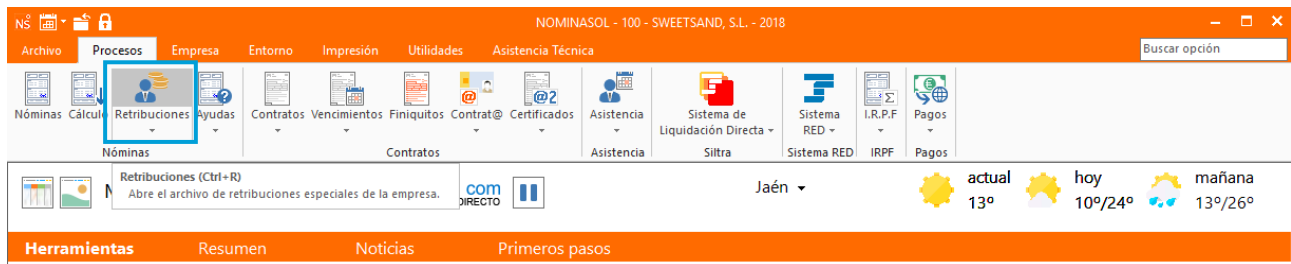 NOMINASOL - 100 - SWEETSAND, S.L. - 2018
Archivo Procesos Empresa Entorno Impresión Utilidades Asistencia Técnica Buscar opción
Nóminas Cálculo Retribuciones Ayudas Contratos Vencimientos Finiquitos Contrat@ Certificados Asistencia Sistema de Liquidación Directa Sistema RED I.R.P.F Pagos
Nóminas Contratos Asistencia Siltra Sistema RED IRPF Pagos
Retribuciones (Ctrl+R)
Abre el archivo de retribuciones especiales de la empresa.
com
DIRECTO
Jaén
actual hoy mañana
13º 10º/24º 13º/26º
Herramientas Resumen Noticias Primeros pasos